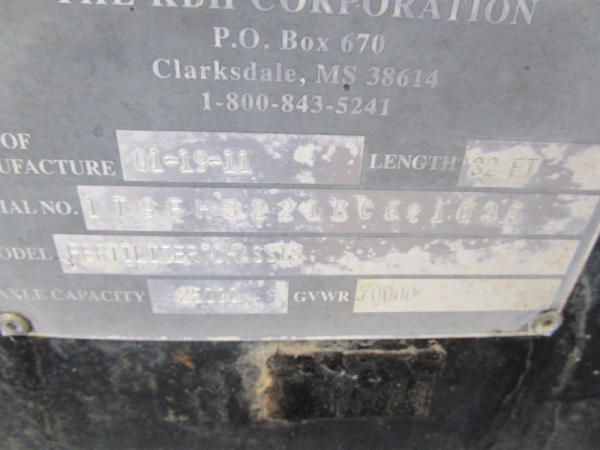 THE KBH CORPORATION
P.O. Box 670
Clarksdale, MS 38614
1-800-843-5241
OF
UFACTURE 01-19-11 LENGTH 32 FT
IAL NO.
ODEL FERTILIZER CHASSIS
AXLE CAPACITY GVWR 70000